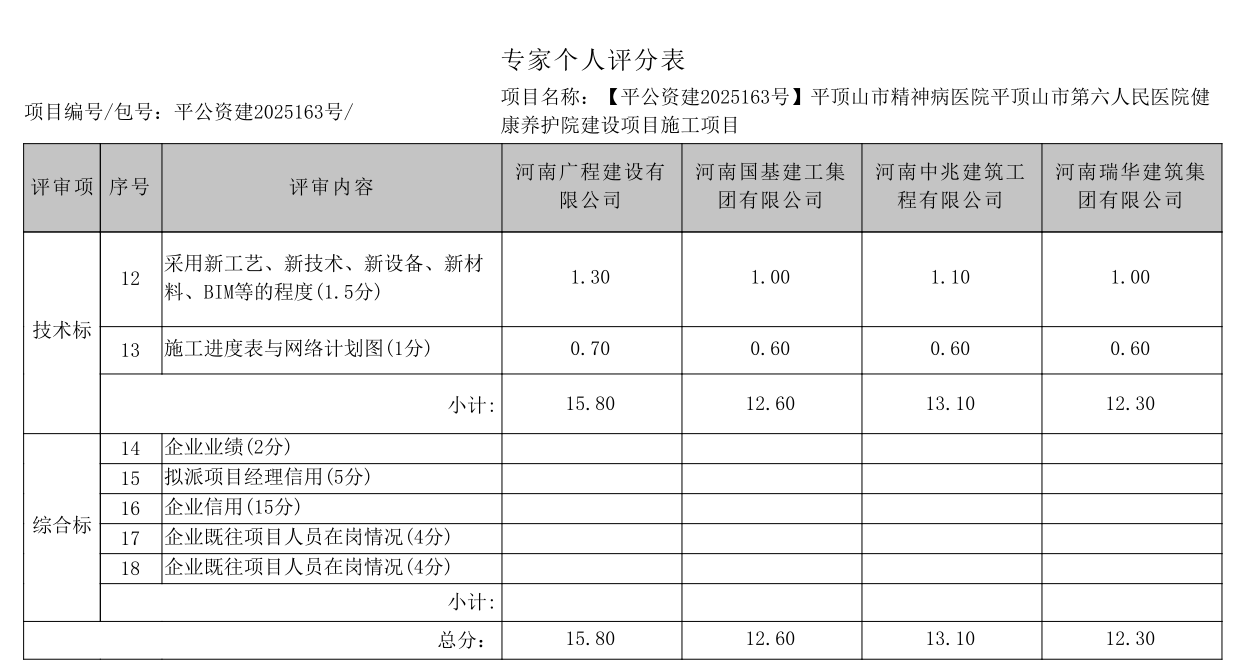 专家个人评分表
项目编号/包号：平公资建2025163号/
项目名称：【平公资建2025163号】平顶山市精神病医院平顶山市第六人民医院健
康养护院建设项目施工项目
评审项 序号 评审内容 河南广程建设有
限公司 河南国基建工集
团有限公司 河南中兆建筑工
程有限公司 河南瑞华建筑集
团有限公司
技术标
12 采用新工艺、新技术、新设备、新材
料、BIM等的程度(1.5分) 1.30 1.00 1.10 1.00
13 施工进度表与网络计划图(1分) 0.70 0.60 0.60 0.60
小计: 15.80 12.60 13.10 12.30
综合标
14 企业业绩(2分)
15 拟派项目经理信用(5分)
16 企业信用(15分)
17 企业既往项目人员在岗情况(4分)
18 企业既往项目人员在岗情况(4分)
小计:
总分： 15.80 12.60 13.10 12.30